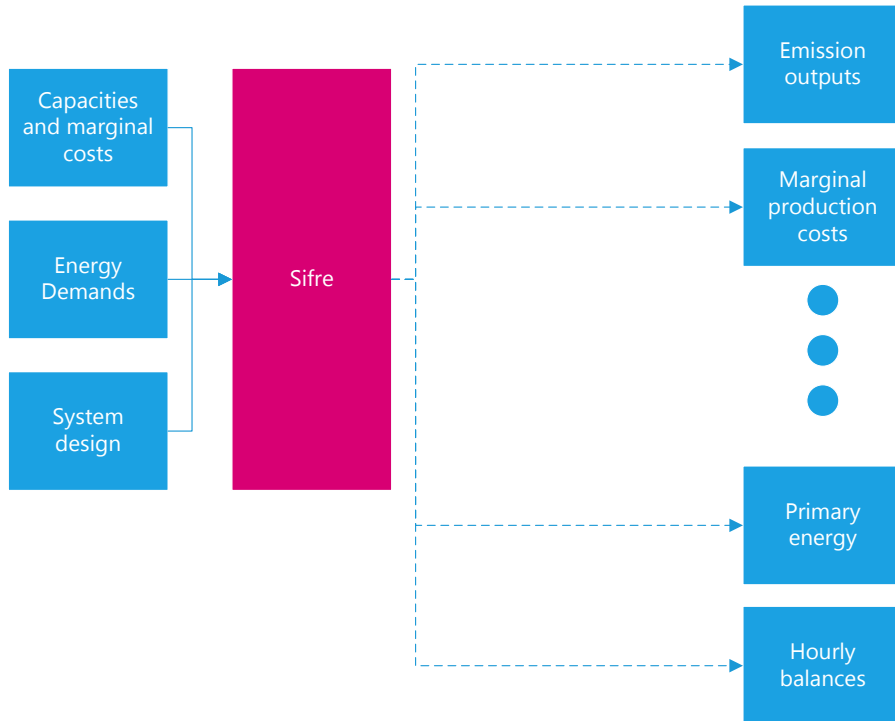 Capacities
and marginal
costs
Energy
Demands
System
design
Sifre
Emission
outputs
Marginal
production
costs
Primary
energy
Hourly
balances